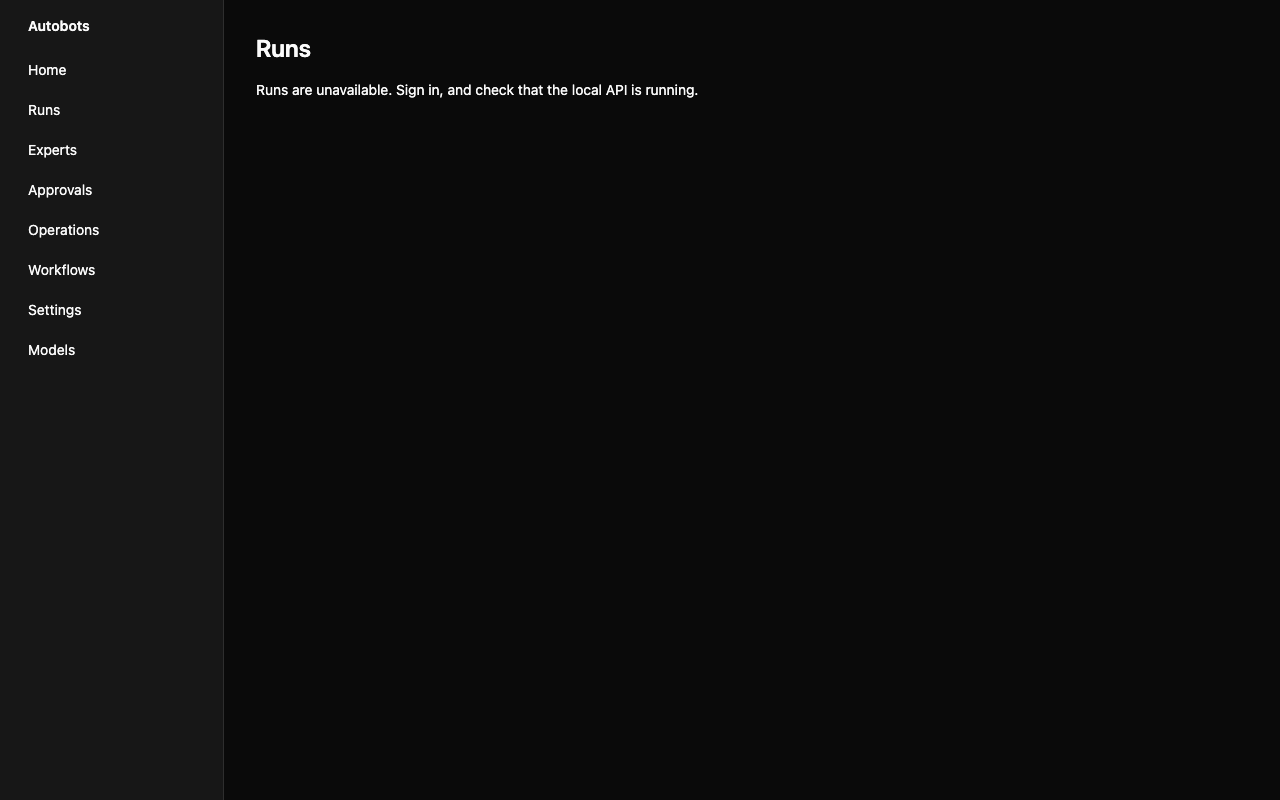 Autobots
Home
Runs
Experts
Approvals
Operations
Workflows
Settings
Models
Runs
Runs are unavailable. Sign in, and check that the local API is running.